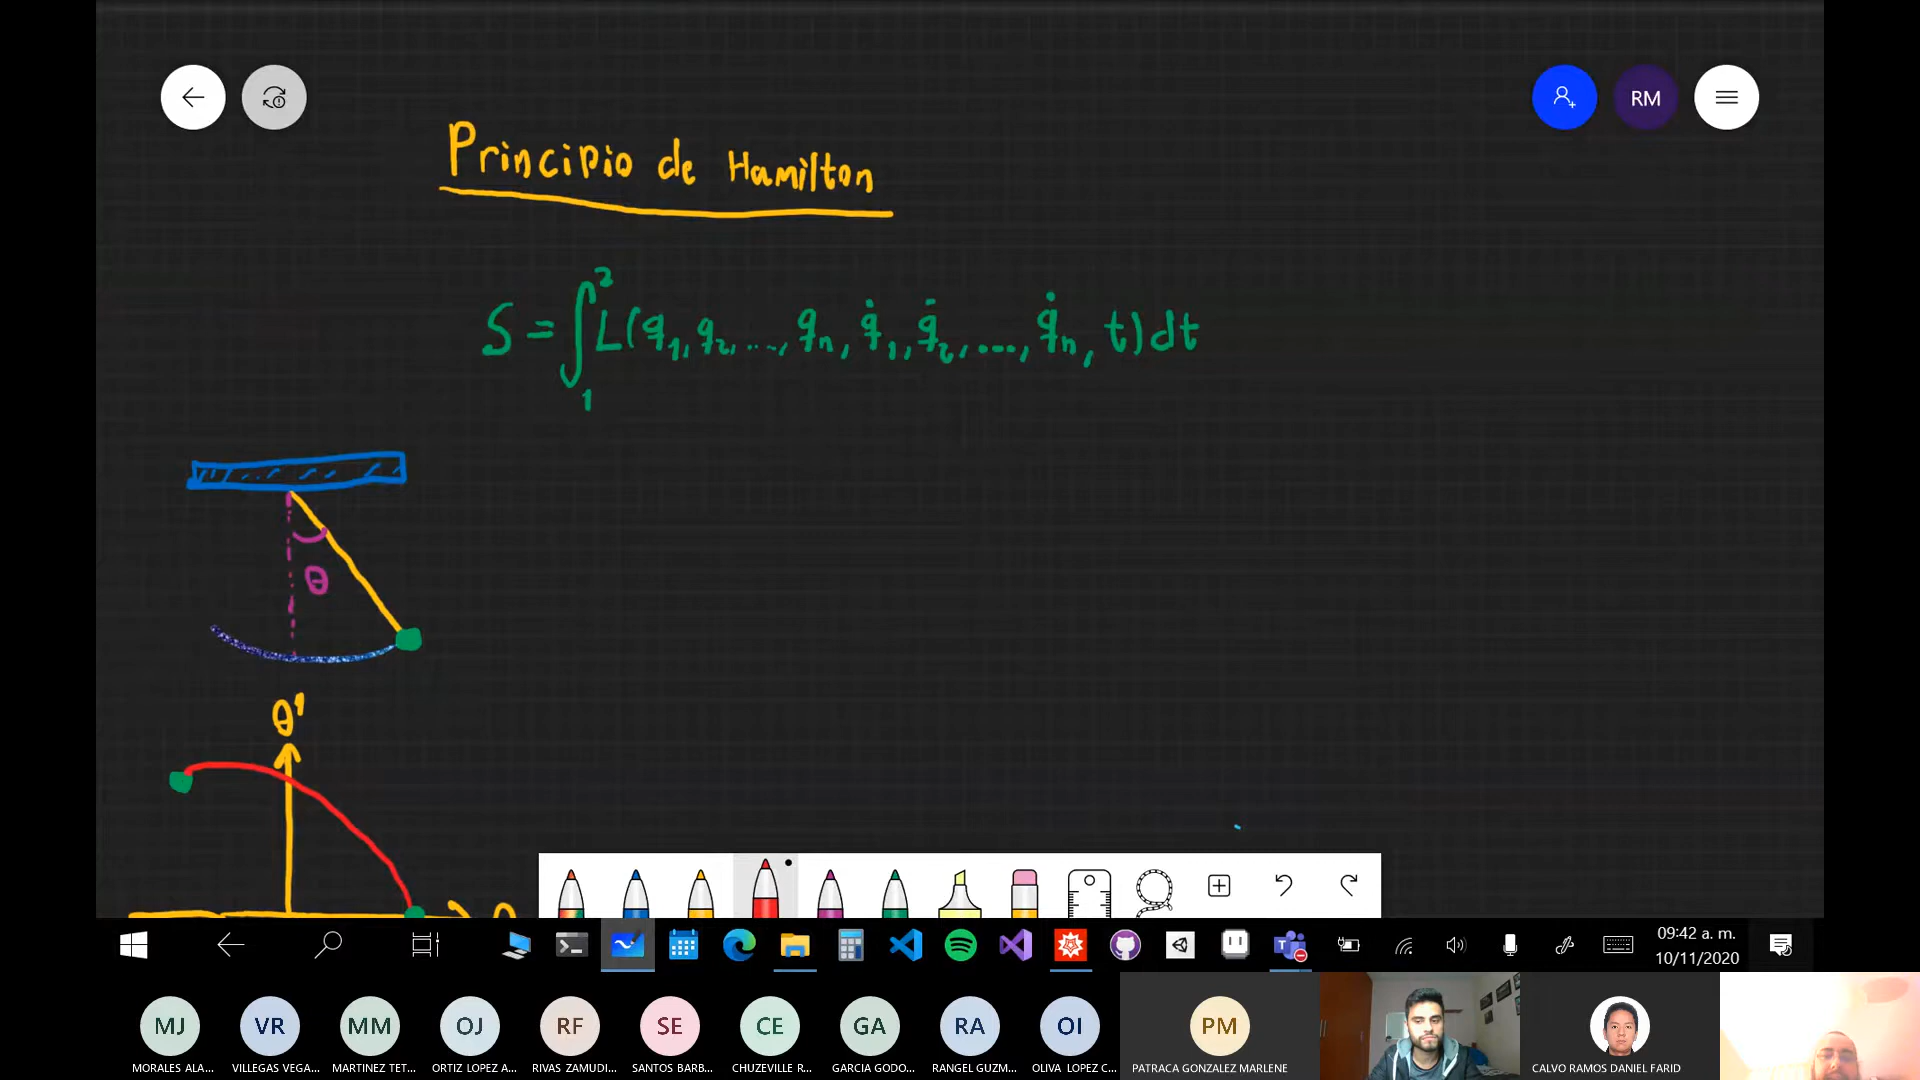 RM
Principio de Hamilton
S = ∫₁² L(q₁, q₂, ..., qₙ, q̇₁, q̇₂, ..., q̇ₙ, t) dt
θ
θ'
09:42 a. m.
10/11/2020
MJ VR MM OJ RF SE CE GA RA OI PM
MORALES ALA... VILLEGAS VEGA... MARTINEZ TET... ORTIZ LOPEZ A... RIVAS ZAMUDI... SANTOS BARB... CHUZEVILLE R... GARCIA GODO... RANGEL GUZM... OLIVA LOPEZ C... PATRACA GONZALEZ MARLENE CALVO RAMOS DANIEL FARID